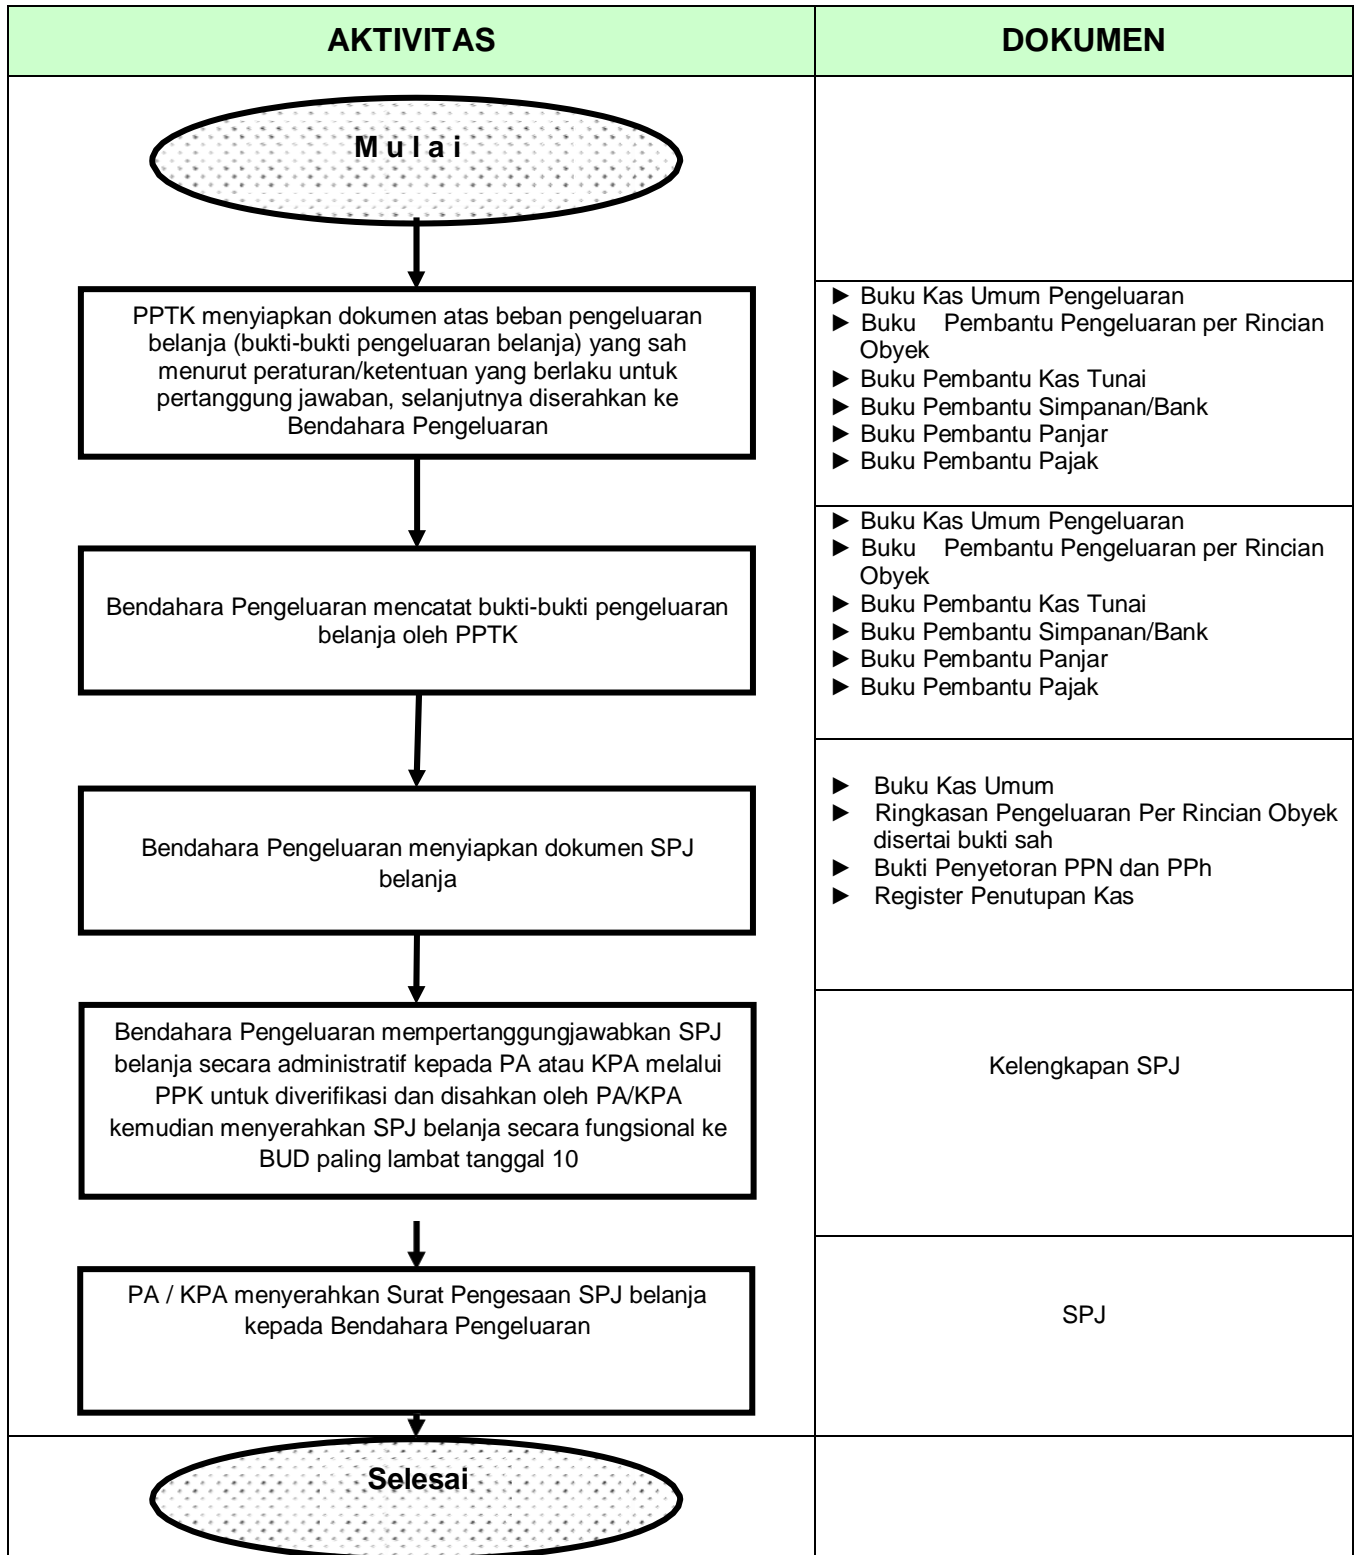 AKTIVITAS
DOKUMEN
M u l a i
PPTK menyiapkan dokumen atas beban pengeluaran
belanja (bukti-bukti pengeluaran belanja) yang sah
menurut peraturan/ketentuan yang berlaku untuk
pertanggung jawaban, selanjutnya diserahkan ke
Bendahara Pengeluaran
► Buku Kas Umum Pengeluaran
► Buku Pembantu Pengeluaran per Rincian
Obyek
► Buku Pembantu Kas Tunai
► Buku Pembantu Simpanan/Bank
► Buku Pembantu Panjar
► Buku Pembantu Pajak
Bendahara Pengeluaran mencatat bukti-bukti pengeluaran
belanja oleh PPTK
► Buku Kas Umum Pengeluaran
► Buku Pembantu Pengeluaran per Rincian
Obyek
► Buku Pembantu Kas Tunai
► Buku Pembantu Simpanan/Bank
► Buku Pembantu Panjar
► Buku Pembantu Pajak
Bendahara Pengeluaran menyiapkan dokumen SPJ
belanja
► Buku Kas Umum
► Ringkasan Pengeluaran Per Rincian Obyek
disertai bukti sah
► Bukti Penyetoran PPN dan PPh
► Register Penutupan Kas
Bendahara Pengeluaran mempertanggungjawabkan SPJ
belanja secara administratif kepada PA atau KPA melalui
PPK untuk diverifikasi dan disahkan oleh PA/KPA
kemudian menyerahkan SPJ belanja secara fungsional ke
BUD paling lambat tanggal 10
Kelengkapan SPJ
PA / KPA menyerahkan Surat Pengesaan SPJ belanja
kepada Bendahara Pengeluaran
SPJ
Selesai